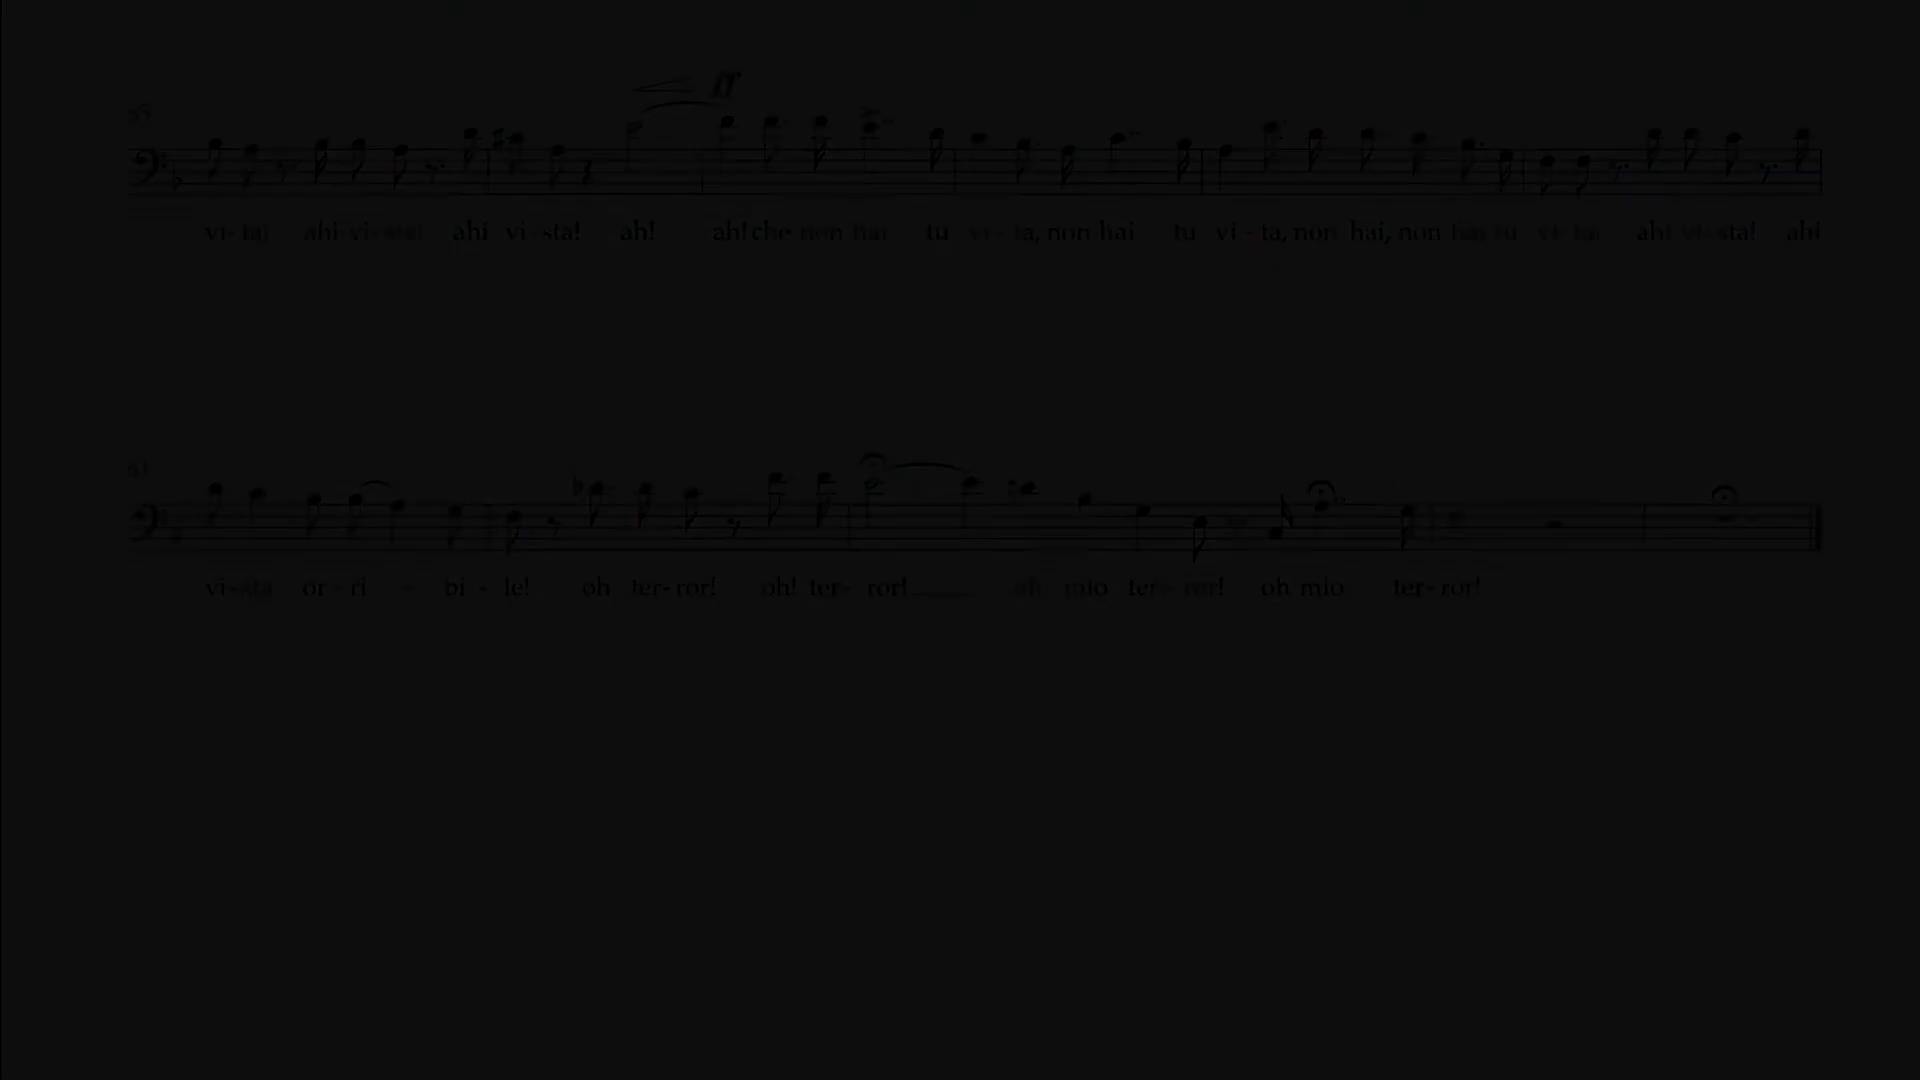 vi- ta! ahi vi-sta! ahi vi - sta! ah! ah! che non hai tu vi - ta, non hai tu vi - ta, non hai, non hai tu vi- ta! ahi vi-sta! ahi
vi-sta or - ri - bi - le! oh ter- ror! oh! ter- ror! oh mio ter - ror! oh mio ter- ror!